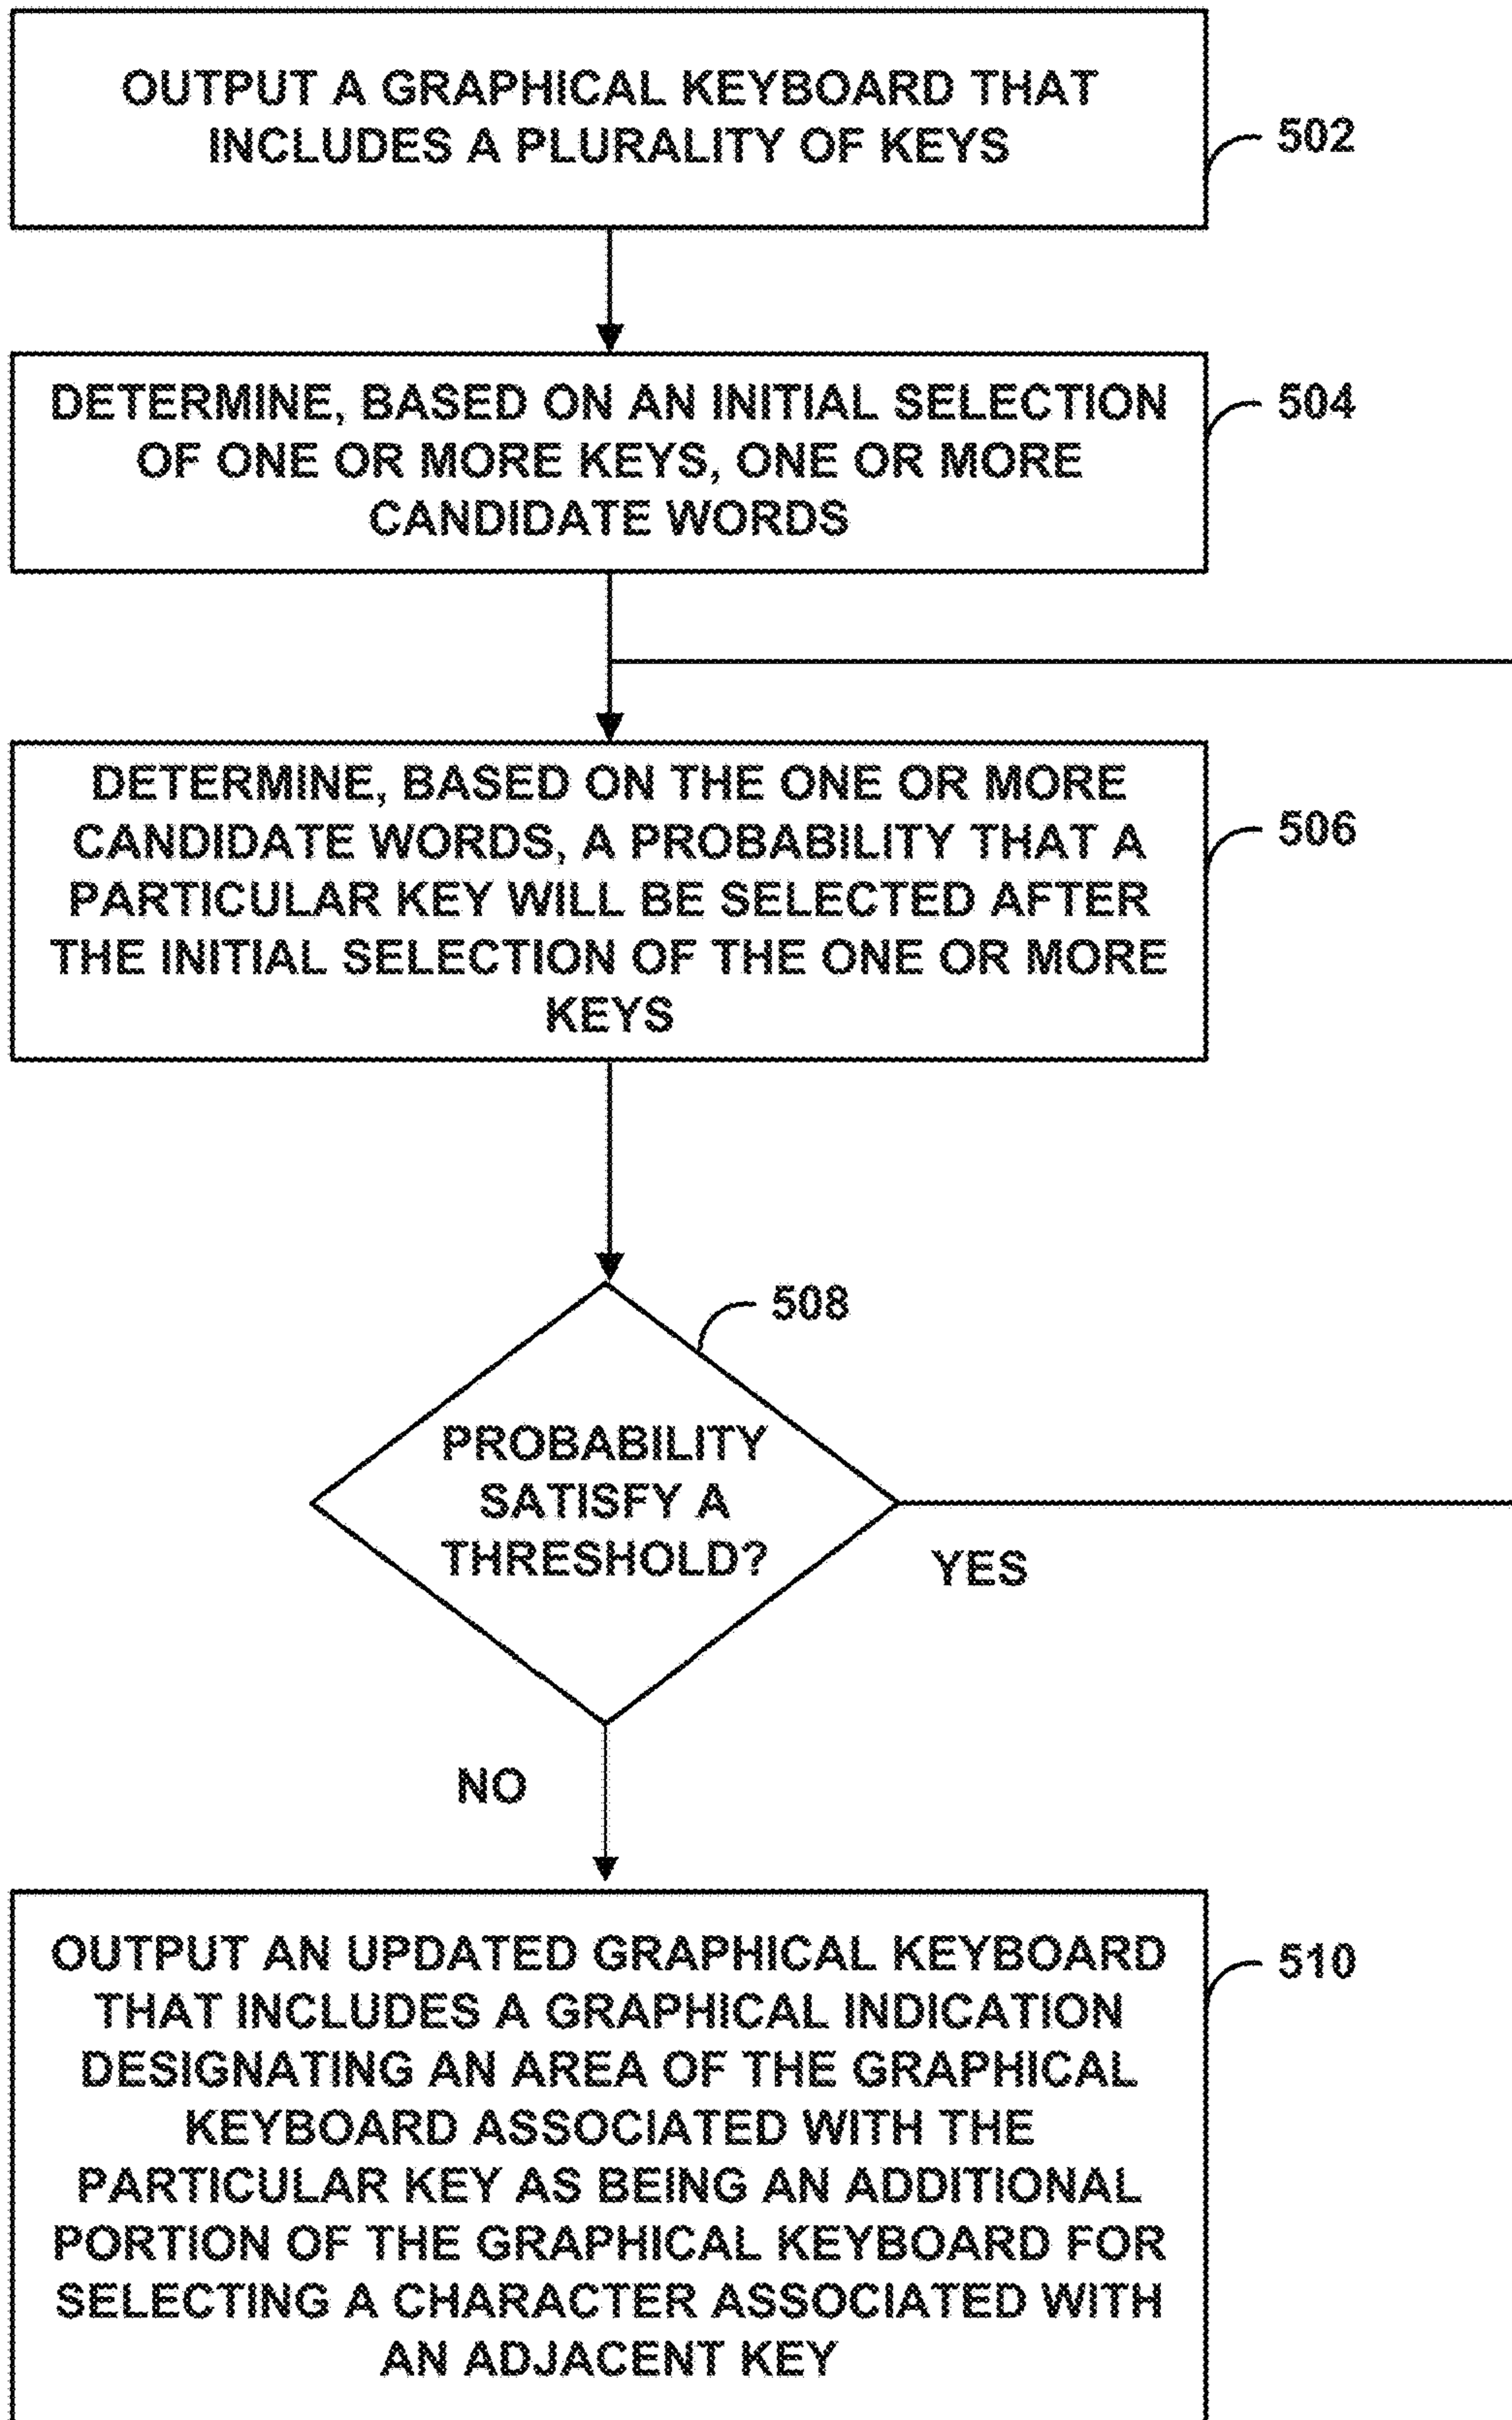 OUTPUT A GRAPHICAL KEYBOARD THAT
INCLUDES A PLURALITY OF KEYS
502
DETERMINE, BASED ON AN INITIAL SELECTION
OF ONE OR MORE KEYS, ONE OR MORE
CANDIDATE WORDS
504
DETERMINE, BASED ON THE ONE OR MORE
CANDIDATE WORDS, A PROBABILITY THAT A
PARTICULAR KEY WILL BE SELECTED AFTER
THE INITIAL SELECTION OF THE ONE OR MORE
KEYS
506
508
PROBABILITY
SATISFY A
THRESHOLD?
YES
NO
OUTPUT AN UPDATED GRAPHICAL KEYBOARD
THAT INCLUDES A GRAPHICAL INDICATION
DESIGNATING AN AREA OF THE GRAPHICAL
KEYBOARD ASSOCIATED WITH THE
PARTICULAR KEY AS BEING AN ADDITIONAL
PORTION OF THE GRAPHICAL KEYBOARD FOR
SELECTING A CHARACTER ASSOCIATED WITH
AN ADJACENT KEY
510